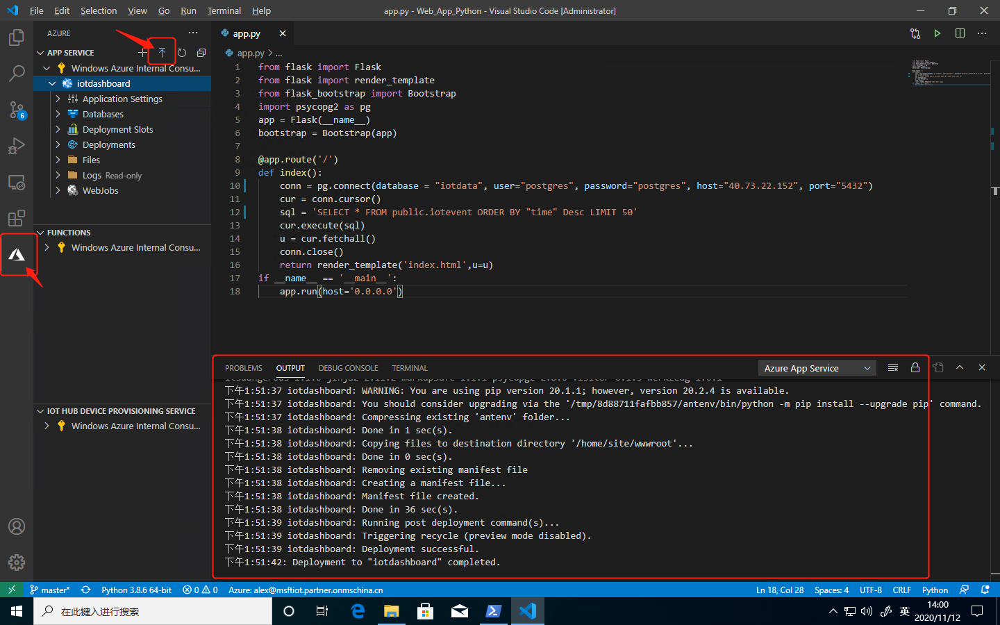 File Edit Selection View Go Run Terminal Help app.py - Web_App_Python - Visual Studio Code [Administrator]
AZURE
app.py
APP SERVICE
app.py > ...
Windows Azure Internal Consu...
iotdashboard
Application Settings
Databases
Deployment Slots
Deployments
Files
Logs Read-only
WebJobs
FUNCTIONS
Windows Azure Internal Consu...
IOT HUB DEVICE PROVISIONING SERVICE
Windows Azure Internal Consu...
6
1 from flask import Flask
2 from flask import render_template
3 from flask_bootstrap import Bootstrap
4 import psycopg2 as pg
5 app = Flask(__name__)
6 bootstrap = Bootstrap(app)
7
8 @app.route('/')
9 def index():
10 conn = pg.connect(database = "iotdata", user="postgres", password="postgres", host="40.73.22.152", port="5432")
11 cur = conn.cursor()
12 sql = 'SELECT * FROM public.iotevent ORDER BY "time" Desc LIMIT 50'
13 cur.execute(sql)
14 u = cur.fetchall()
15 conn.close()
16 return render_template('index.html',u=u)
17 if __name__ == '__main__':
18 app.run(host='0.0.0.0')
PROBLEMS OUTPUT DEBUG CONSOLE TERMINAL Azure App Service
下午1:51:37 iotdashboard: WARNING: You are using pip version 20.1.1; however, version 20.2.4 is available.
下午1:51:37 iotdashboard: You should consider upgrading via the '/tmp/8d88711fafbb857/antenv/bin/python -m pip install --upgrade pip' command.
下午1:51:37 iotdashboard: Compressing existing 'antenv' folder...
下午1:51:38 iotdashboard: Done in 1 sec(s).
下午1:51:38 iotdashboard: Copying files to destination directory '/home/site/wwwroot'...
下午1:51:38 iotdashboard: Done in 0 sec(s).
下午1:51:38 iotdashboard: Removing existing manifest file
下午1:51:38 iotdashboard: Creating a manifest file...
下午1:51:38 iotdashboard: Manifest file created.
下午1:51:38 iotdashboard: Done in 36 sec(s).
下午1:51:39 iotdashboard: Running post deployment command(s)...
下午1:51:39 iotdashboard: Triggering recycle (preview mode disabled).
下午1:51:39 iotdashboard: Deployment successful.
下午1:51:42: Deployment to "iotdashboard" completed.
master* Python 3.8.6 64-bit 0 0 Azure: alex@msftiot.partner.onmschina.cn Ln 18, Col 28 Spaces: 4 UTF-8 CRLF Python
在此键入进行搜索
英
14:00
2020/11/12